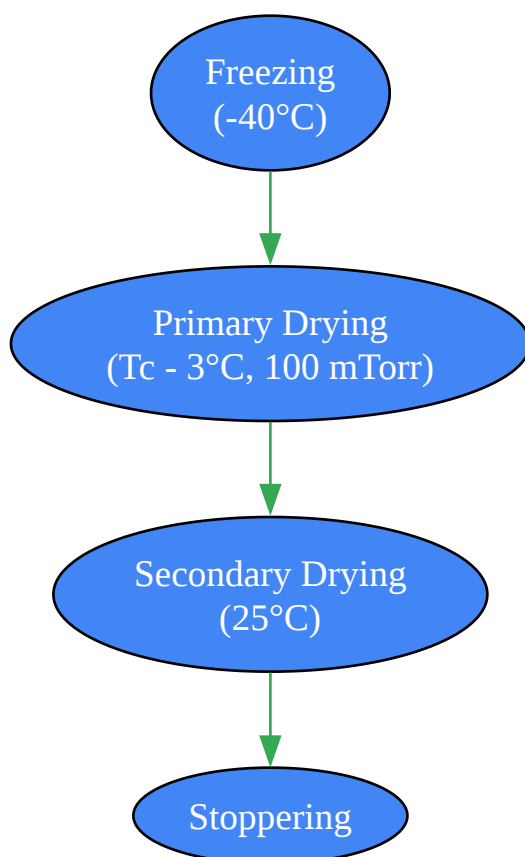 Freezing
(-40°C)
Primary Drying
(Tc - 3°C, 100 mTorr)
Secondary Drying
(25°C)
Stoppering